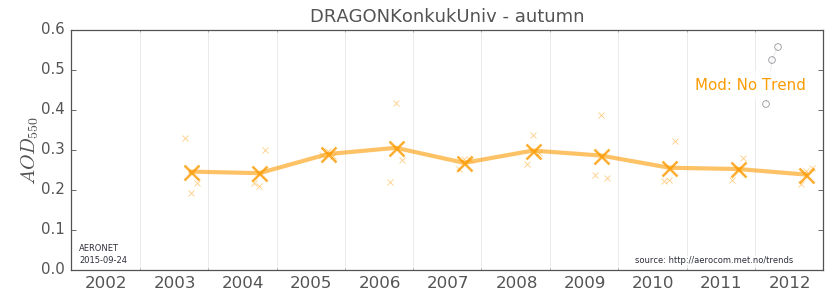 DRAGONKonkukUniv - autumn
0.6
0.5
0.4
0.3
0.2
0.1
0.0
AOD550
Mod: No Trend
AERONET
2015-09-24
source: http://aerocom.met.no/trends
2002 2003 2004 2005 2006 2007 2008 2009 2010 2011 2012